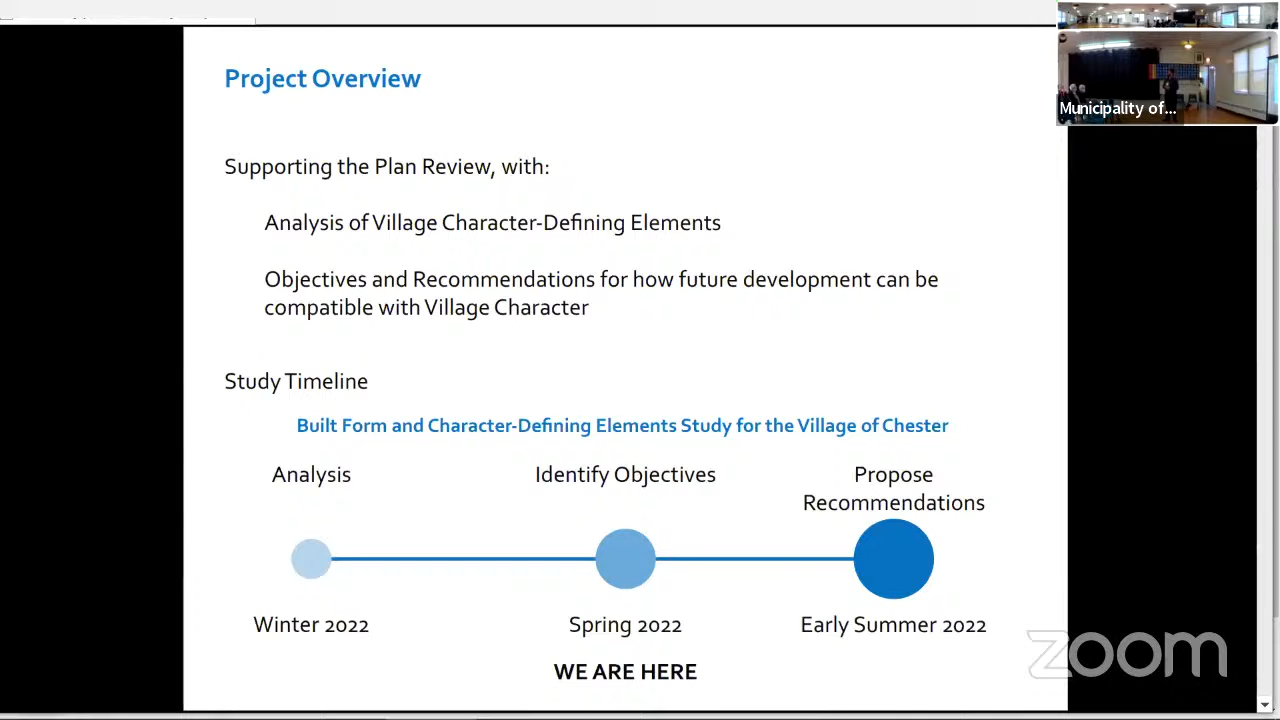 Project Overview
Municipality of...
Supporting the Plan Review, with:
Analysis of Village Character-Defining Elements
Objectives and Recommendations for how future development can be
compatible with Village Character
Study Timeline
Built Form and Character-Defining Elements Study for the Village of Chester
Analysis
Identify Objectives
Propose
Recommendations
Winter 2022
Spring 2022
Early Summer 2022
WE ARE HERE
zoom